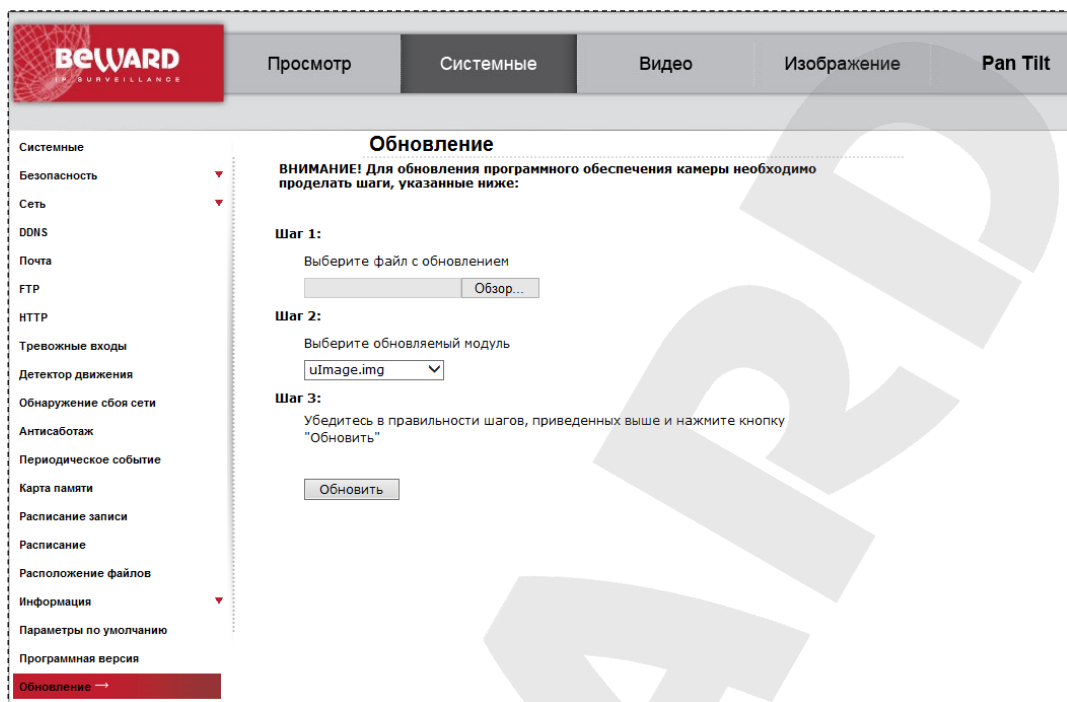 BEWARD
IP SURVEILLANCE
Просмотр
Системные
Видео
Изображение
Pan Tilt
Системные
Безопасность
Сеть
DDNS
Почта
FTP
HTTP
Тревожные входы
Детектор движения
Обнаружение сбоя сети
Антисаботаж
Периодическое событие
Карта памяти
Расписание записи
Расписание
Расположение файлов
Информация
Параметры по умолчанию
Программная версия
Обновление →
Обновление
ВНИМАНИЕ! Для обновления программного обеспечения камеры необходимо
проделать шаги, указанные ниже:
Шаг 1:
Выберите файл с обновлением
Обзор...
Шаг 2:
Выберите обновляемый модуль
uImage.img
Шаг 3:
Убедитесь в правильности шагов, приведенных выше и нажмите кнопку
"Обновить"
Обновить
ARD